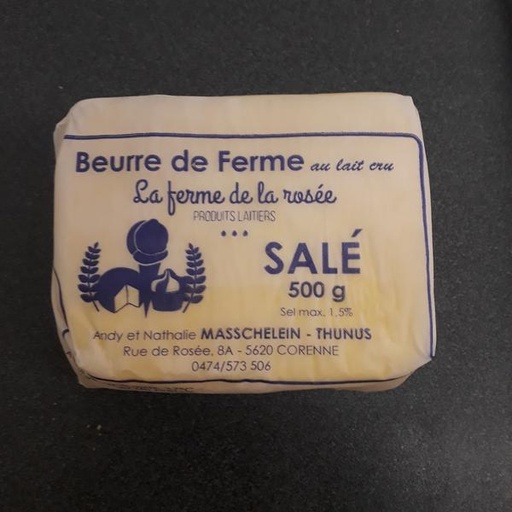 Beurre de Ferme au lait cru
La ferme de la rosée
PRODUITS LAITIERS
SALÉ
500 g
Sel max. 1,5%
Andy et Nathalie MASSCHELEIN - THUNUS
Rue de Rosée, 8A - 5620 CORENNE
0474/573 506